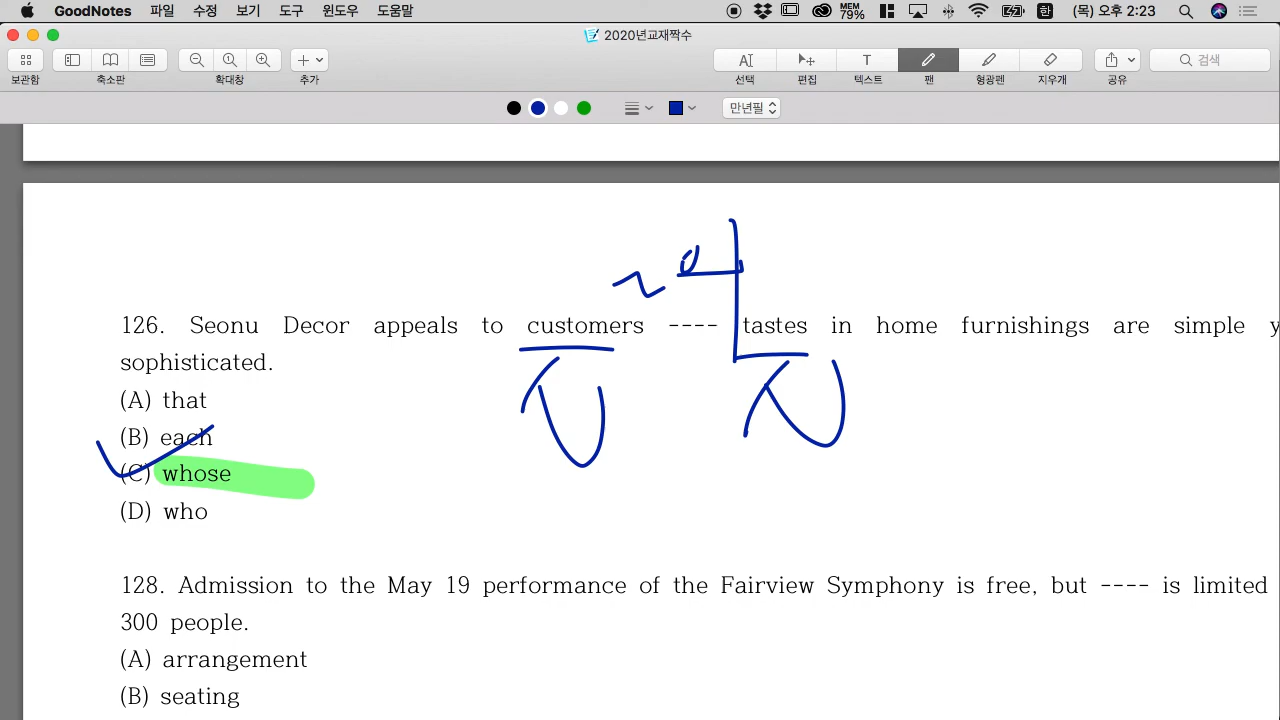 GoodNotes 파일 수정 보기 도구 윈도우 도움말 MEM 79% 한 (목) 오후 2:23
2020년교재짝수
보관함 축소판 확대창 추가 선택 편집 T 텍스트 팬 형광펜 지우개 공유 검색
만년필
~의
126. Seonu Decor appeals to customers ---- tastes in home furnishings are simple y
N N
sophisticated.
(A) that
(B) each
(C) whose
(D) who
128. Admission to the May 19 performance of the Fairview Symphony is free, but ---- is limited
300 people.
(A) arrangement
(B) seating